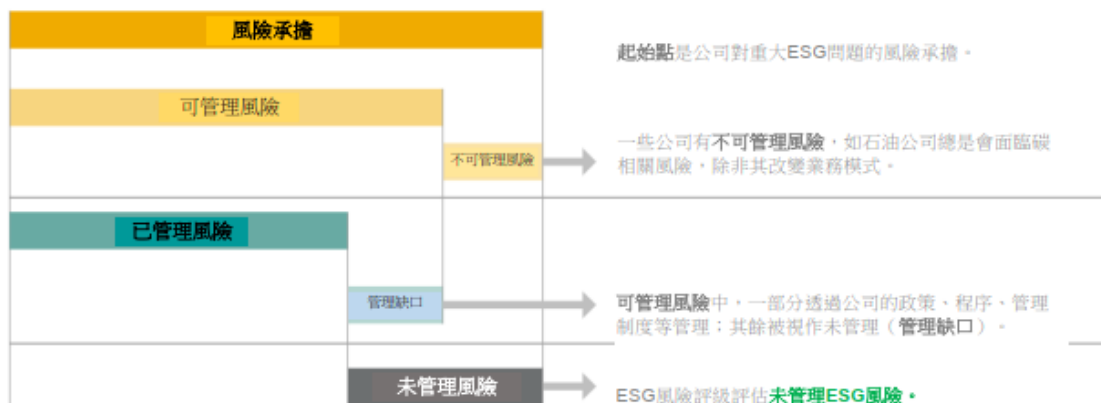 風險承擔
起始點是公司對重大ESG問題的風險承擔。
可管理風險
不可管理風險
一些公司有不可管理風險，如石油公司總是會面臨碳
相關風險，除非其改變業務模式。
已管理風險
管理缺口
可管理風險中，一部分透過公司的政策、程序、管理
制度等管理；其餘被視作未管理（管理缺口）。
未管理風險
ESG風險評級評估未管理ESG風險。